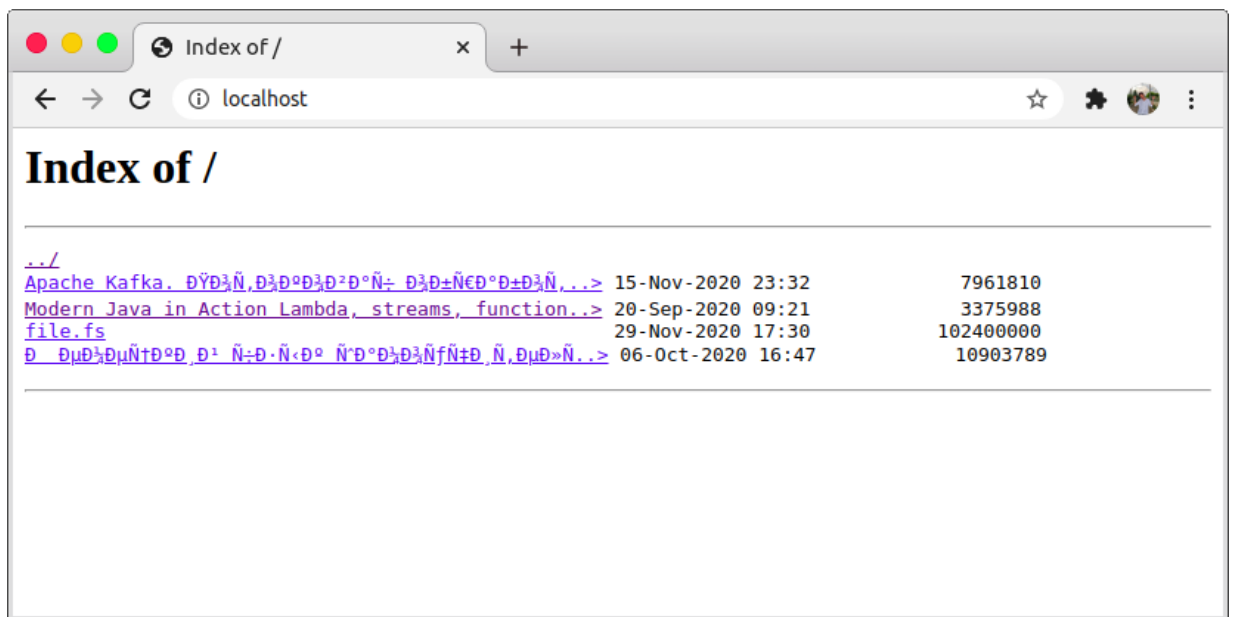 Index of /
localhost
Index of /
../
Apache Kafka. ÐŸÐ¾Ñ‚Ð¾ÐºÐ¾Ð²Ð°Ñ÷ Ð¾Ð±Ñ€Ð°Ð±Ð¾Ñ‚..> 15-Nov-2020 23:32 7961810
Modern Java in Action Lambda, streams, function..> 20-Sep-2020 09:21 3375988
file.fs 29-Nov-2020 17:30 102400000
06-Oct-2020 16:47 10903789